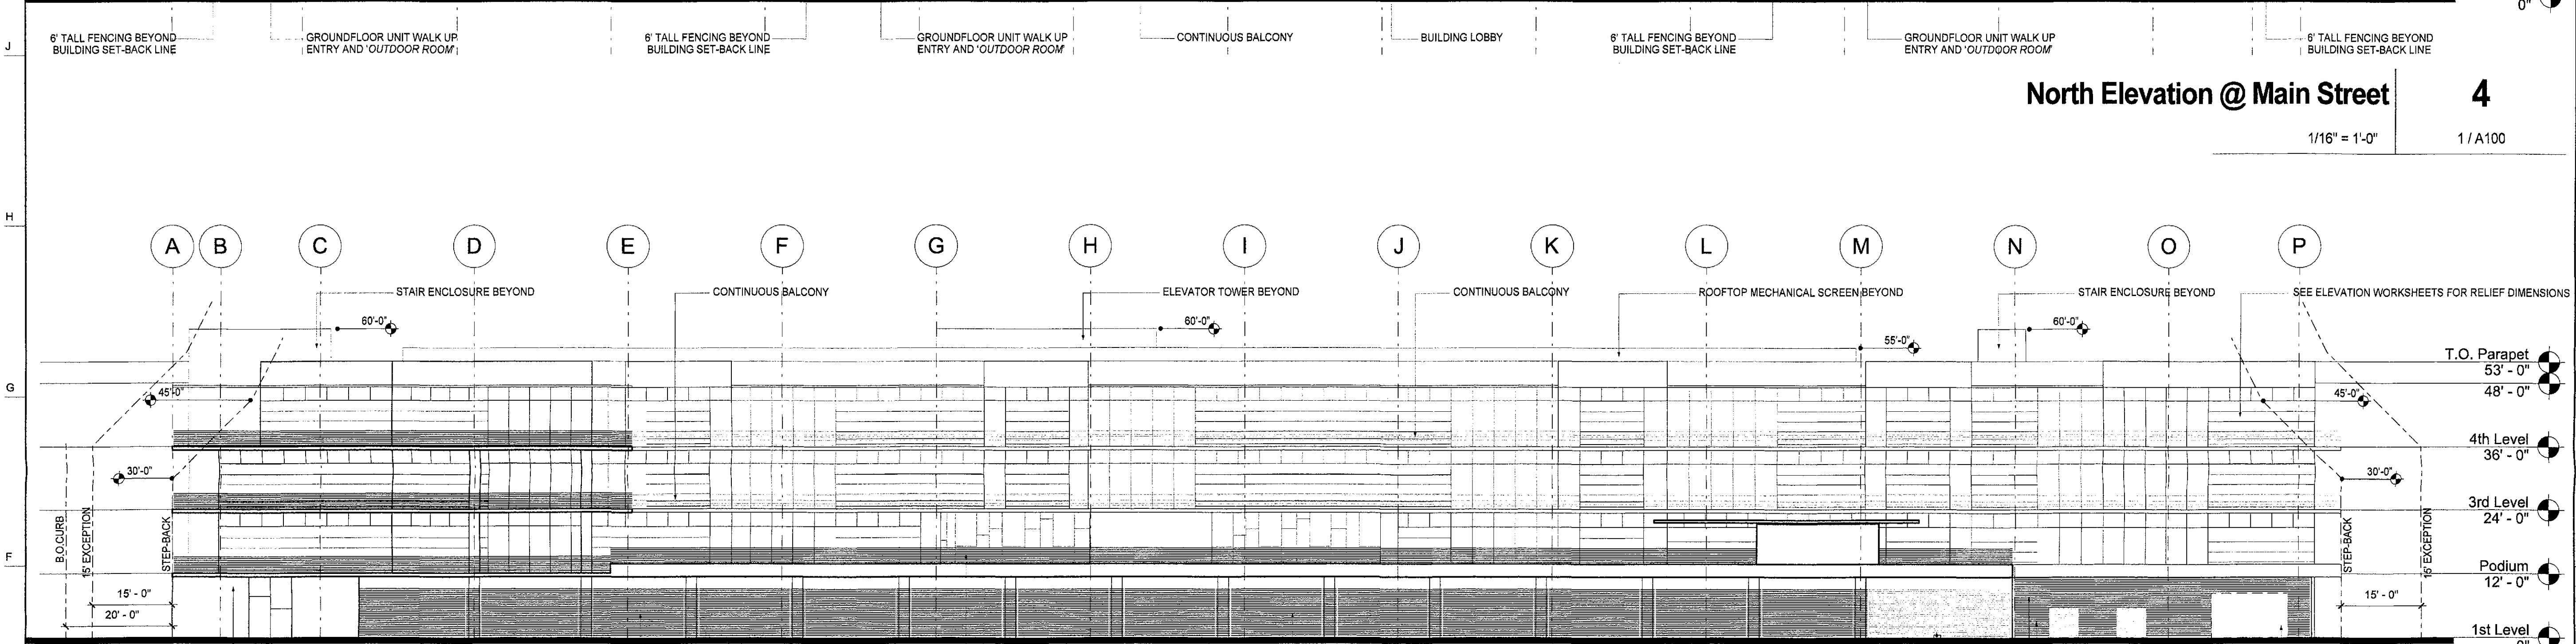 0"
J
6' TALL FENCING BEYOND
BUILDING SET-BACK LINE
GROUNDFLOOR UNIT WALK UP
ENTRY AND 'OUTDOOR ROOM'
6' TALL FENCING BEYOND
BUILDING SET-BACK LINE
GROUNDFLOOR UNIT WALK UP
ENTRY AND 'OUTDOOR ROOM'
CONTINUOUS BALCONY
BUILDING LOBBY
6' TALL FENCING BEYOND
BUILDING SET-BACK LINE
GROUNDFLOOR UNIT WALK UP
ENTRY AND 'OUTDOOR ROOM'
6' TALL FENCING BEYOND
BUILDING SET-BACK LINE
North Elevation @ Main Street
4
1/16" = 1'-0"
1 / A100
H
A B C D E F G H I J K L M N O P
STAIR ENCLOSURE BEYOND
CONTINUOUS BALCONY
ELEVATOR TOWER BEYOND
CONTINUOUS BALCONY
ROOFTOP MECHANICAL SCREEN BEYOND
STAIR ENCLOSURE BEYOND
SEE ELEVATION WORKSHEETS FOR RELIEF DIMENSIONS
60'-0"
60'-0"
60'-0"
55'-0"
T.O. Parapet
53' - 0"
G
48' - 0"
45'-0"
45'-0"
4th Level
36' - 0"
30'-0"
30'-0"
3rd Level
24' - 0"
B.O.CURB
15' EXCEPTION
STEP-BACK
STEP-BACK
15' EXCEPTION
F
Podium
12' - 0"
15' - 0"
15' - 0"
20' - 0"
1st Level
0"